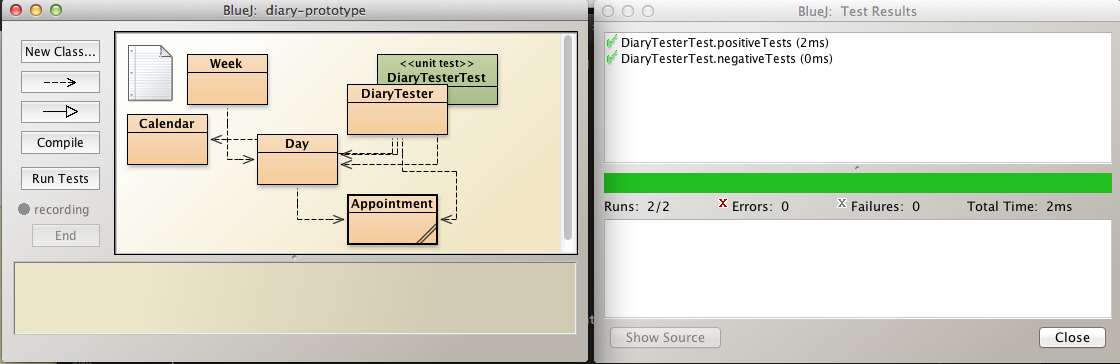 BlueJ: diary-prototype
New Class...
Compile
Run Tests
recording
End
Week
<<unit test>>
DiaryTesterTest
DiaryTester
Calendar
Day
Appointment
BlueJ: Test Results
DiaryTesterTest.positiveTests (2ms)
DiaryTesterTest.negativeTests (0ms)
Runs: 2/2 X Errors: 0 X Failures: 0 Total Time: 2ms
Show Source
Close